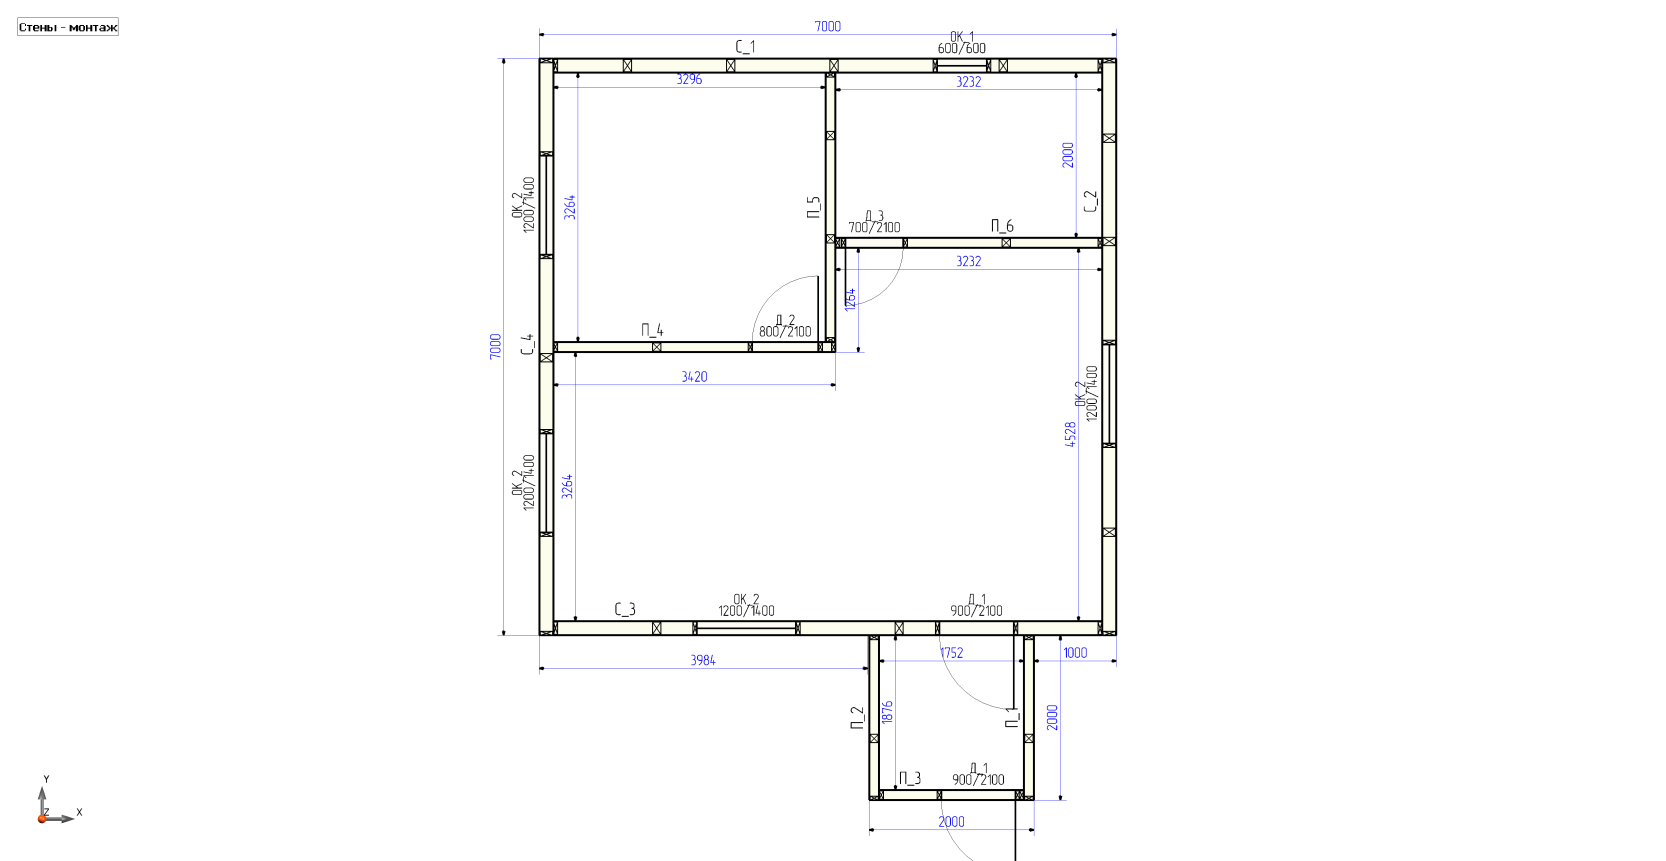 Стены - монтаж
7000
С_1
ОК_1
600/600
3296
3232
2000
С_2
ОК_2
1200/1400
3264
П_5
Д_3
700/2100
П_6
3232
1264
7000
С_4
П_4
Д_2
800/2100
3420
ОК_2
1200/1400
4528
ОК_2
1200/1400
3264
С_3
ОК_2
1200/1400
Д_1
900/2100
3984
1752
1000
П_2
1876
П_1
2000
П_3
Д_1
900/2100
2000
Y
Z
X